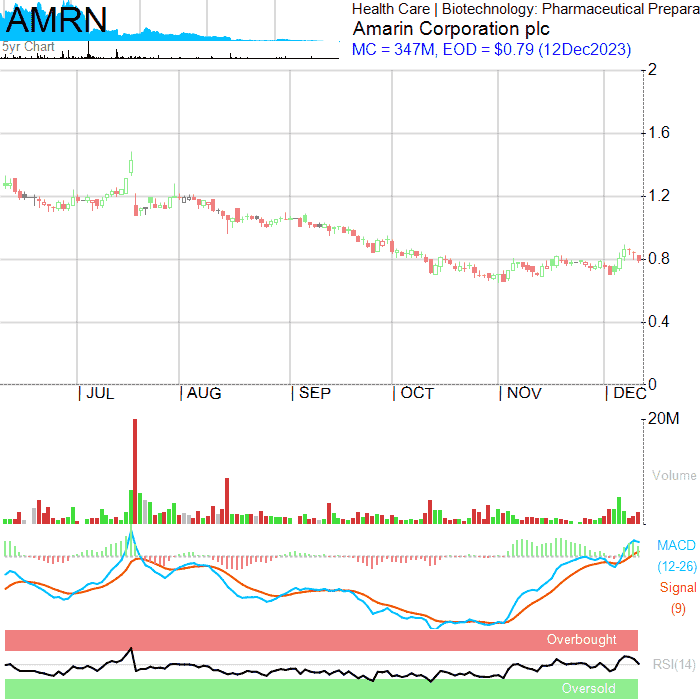 AMRN
5yr Chart
Health Care | Biotechnology: Pharmaceutical Prepara
Amarin Corporation plc
MC = 347M, EOD = $0.79 (12Dec2023)
2
1.6
1.2
0.8
0.4
0
| JUL | AUG | SEP | OCT | NOV | DEC
20M
Volume
MACD
(12-26)
Signal
(9)
Overbought
RSI(14)
Oversold